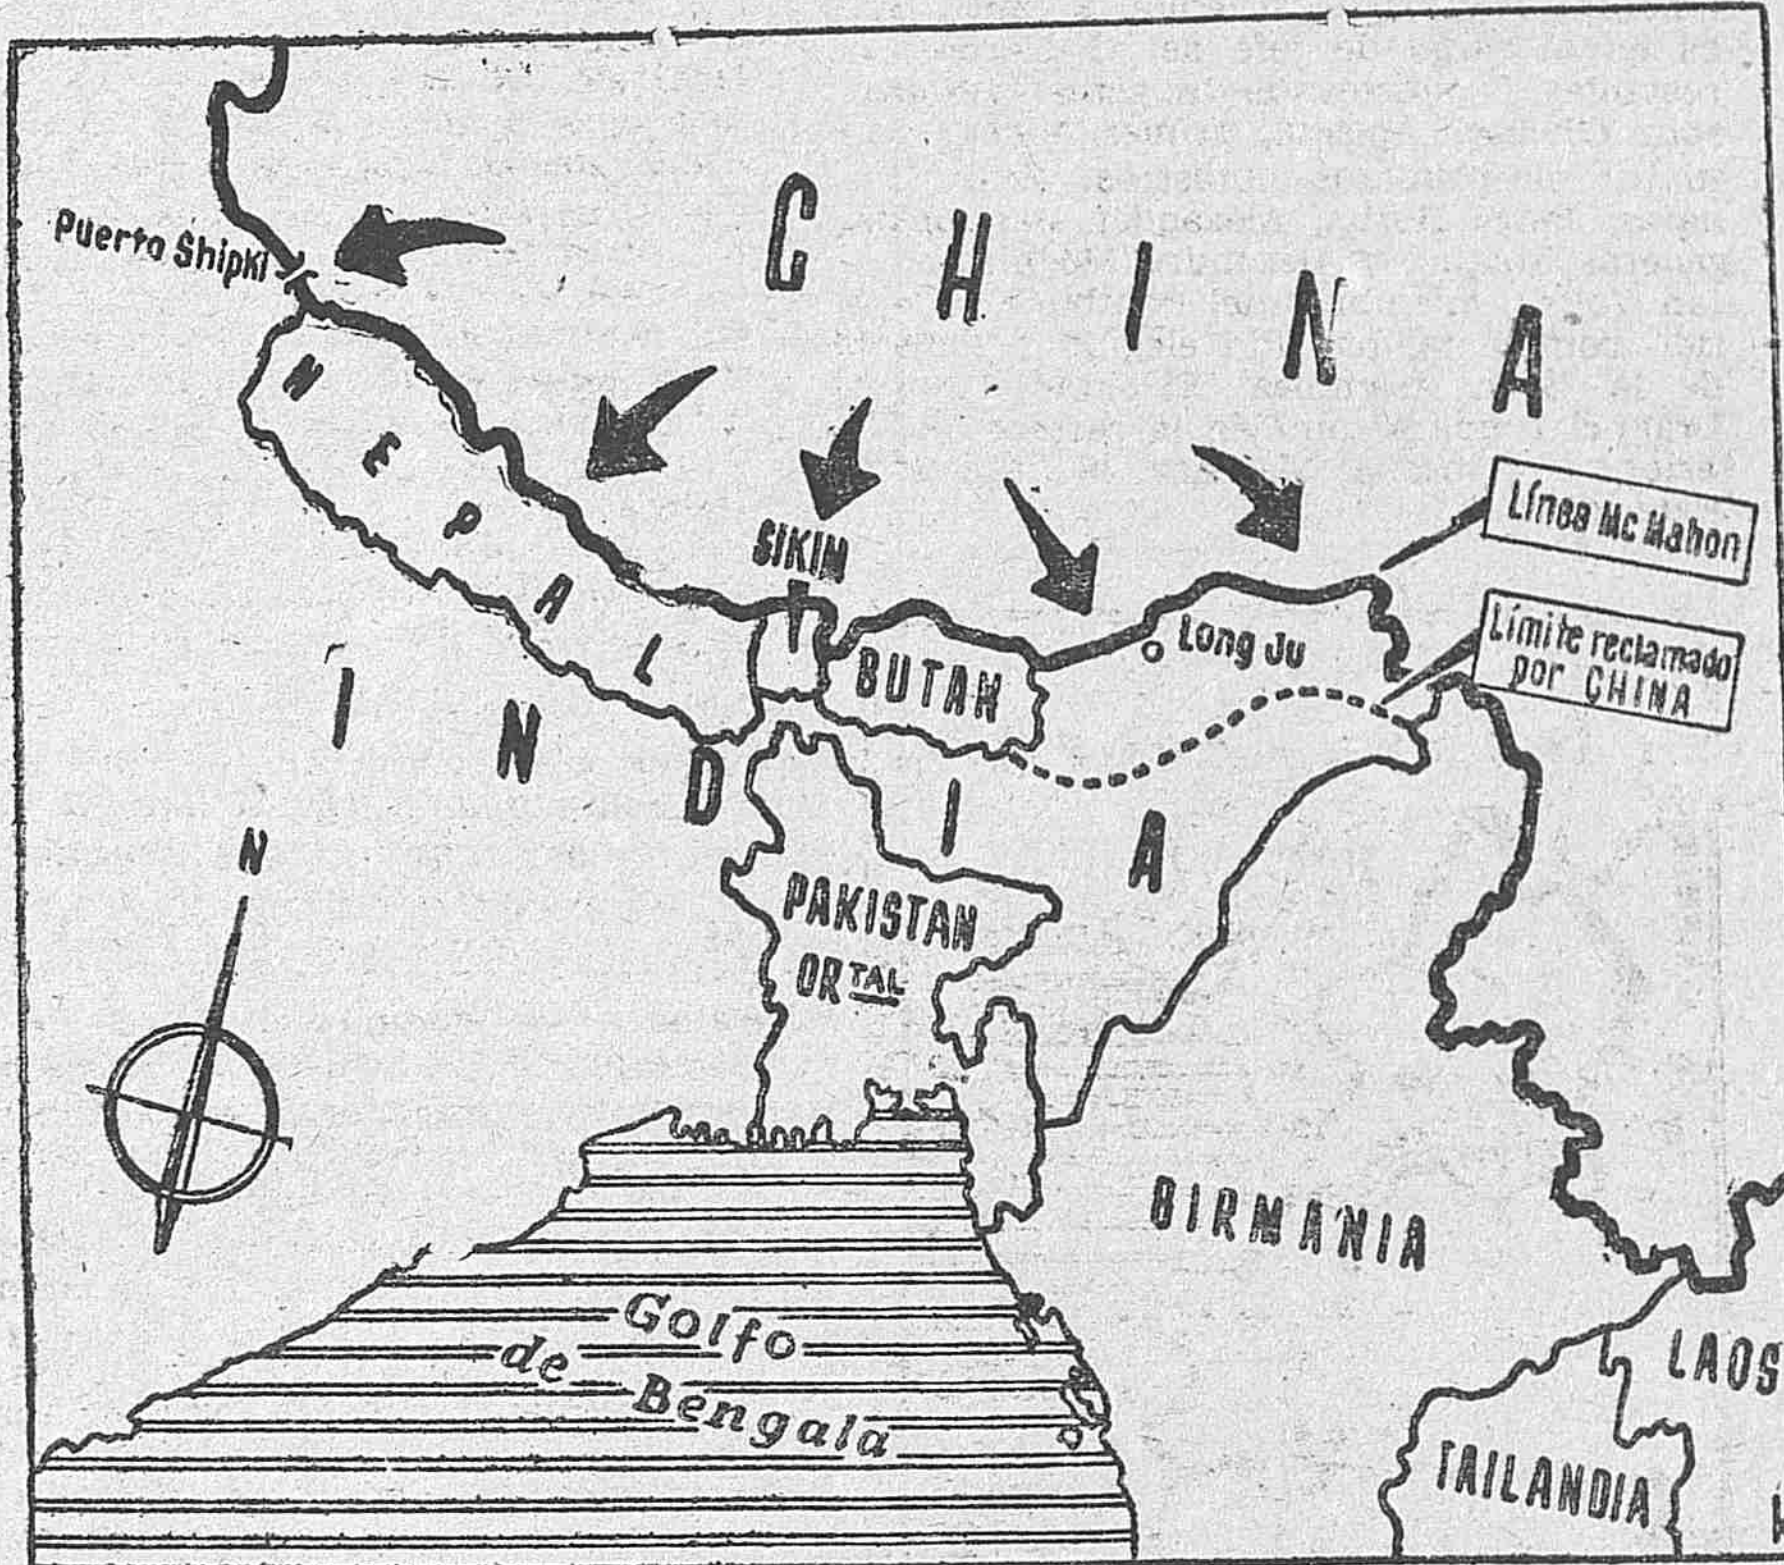 CHINA
Puerto Shipki
NEPAL
SIKIM
Línea Mc Mahon
Long Ju
Límite reclamado
por CHINA
BUTAN
INDIA
N
PAKISTAN
ORTAL
BIRMANIA
Golfo
de
Bengala
LAOS
TAILANDIA